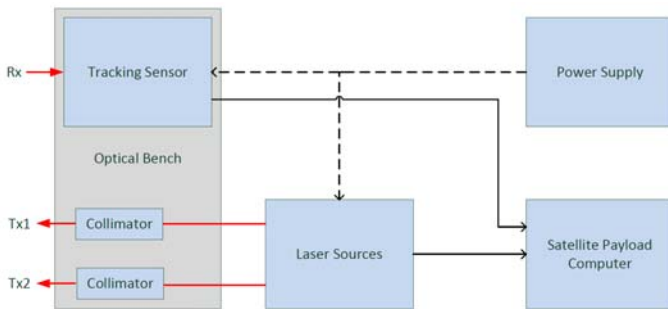 Rx
Tracking Sensor
Power Supply
Optical Bench
Tx1
Collimator
Laser Sources
Satellite Payload
Computer
Tx2
Collimator